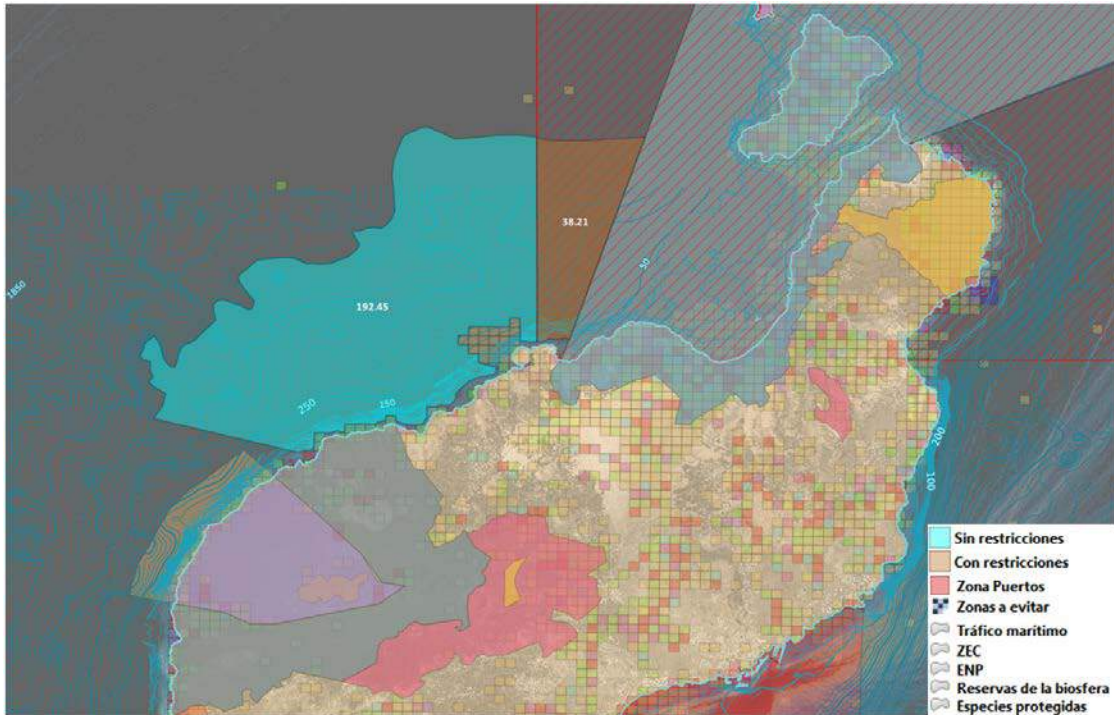 38.21
50
192.45
1850
250
150
200
100
Sin restricciones
Con restricciones
Zona Puertos
Zonas a evitar
Tráfico marítimo
ZEC
ENP
Reservas de la biosfera
Especies protegidas